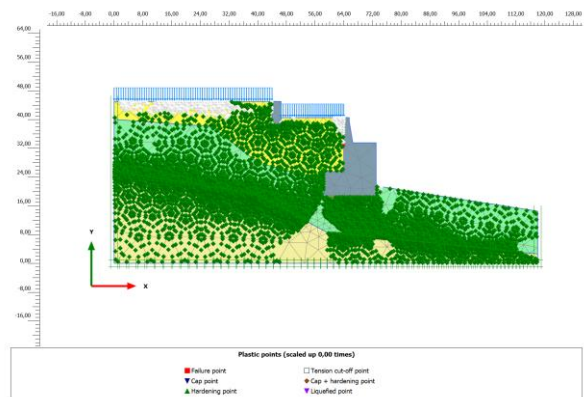 -16,00 0,00 8,00 16,00 24,00 32,00 40,00 48,00 56,00 64,00 72,00 80,00 88,00 96,00 104,00 112,00 120,00 128,00
64,00
56,00
48,00
40,00
32,00
24,00
16,00
8,00
0,00
-16,00
Y
X
Plastic points (scaled up 0,00 times)
Failure point
Tension cut-off point
Cap point
Cap + hardening point
Hardening point
Liquefied point